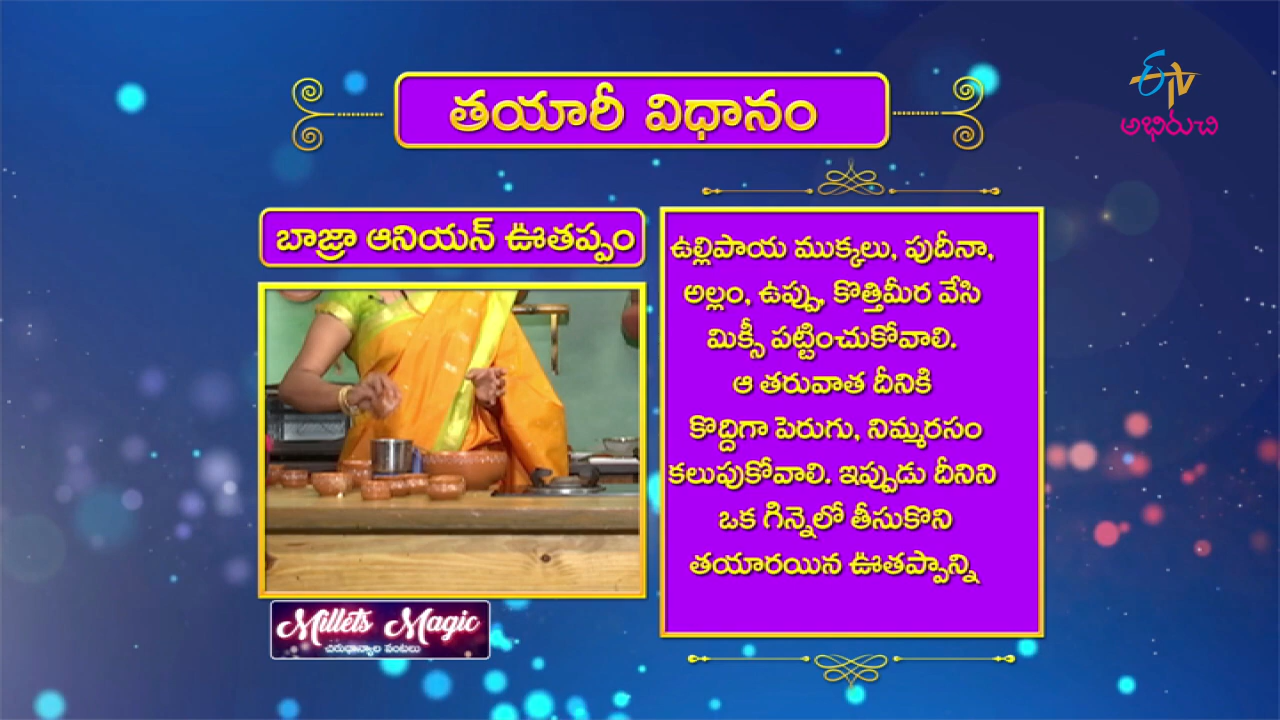 తయారీ విధానం
ETV
అభిరుచి
బాజ్రా ఆనియన్ ఊతప్పం
ఉల్లిపాయ ముక్కలు, పుదీనా,
అల్లం, ఉప్పు, కొత్తిమీర వేసి
మిక్సీ పట్టించుకోవాలి.
ఆ తరువాత దీనికి
కొద్దిగా పెరుగు, నిమ్మరసం
కలుపుకోవాలి. ఇప్పుడు దీనిని
ఒక గిన్నెలో తీసుకొని
తయారయిన ఊతప్పాన్ని
Millets Magic
చిరుధాన్యాల వంటలు